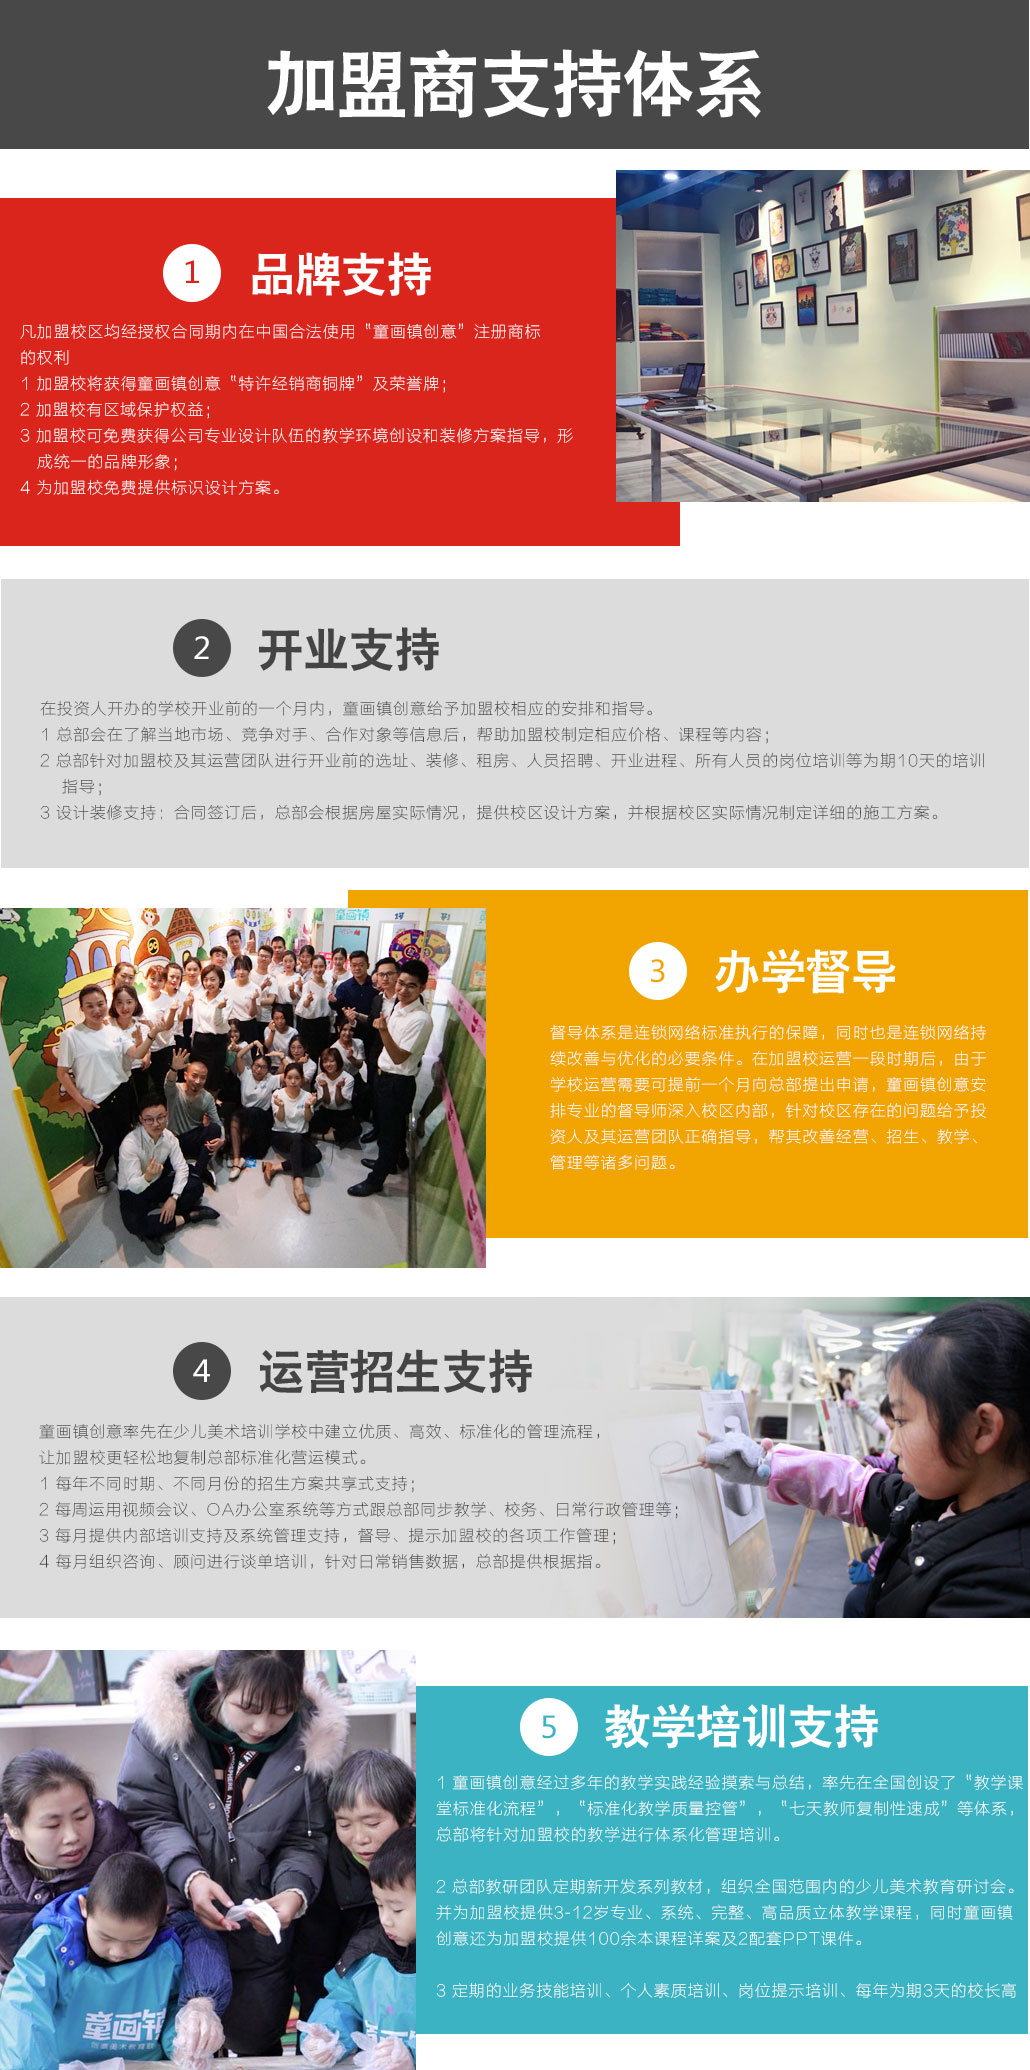 加盟商支持体系
1 品牌支持
凡加盟校区均经授权合同期内在中国合法使用“童画镇创意”注册商标
的权利
1 加盟校将获得童画镇创意“特许经销商铜牌”及荣誉牌；
2 加盟校有区域保护权益；
3 加盟校可免费获得公司专业设计队伍的教学环境创设和装修方案指导，形
成统一的品牌形象；
4 为加盟校免费提供标识设计方案。
2 开业支持
在投资人开办的学校开业前的一个月内，童画镇创意给予加盟校相应的安排和指导。
1 总部会在了解当地市场、竞争对手、合作对象等信息后，帮助加盟校制定相应价格、课程等内容；
2 总部针对加盟校及其运营团队进行开业前的选址、装修、租房、人员招聘、开业进程、所有人员的岗位培训等为期10天的培训
指导；
3 设计装修支持：合同签订后，总部会根据房屋实际情况，提供校区设计方案，并根据校区实际情况制定详细的施工方案。
童画镇
3 办学督导
督导体系是连锁网络标准执行的保障，同时也是连锁网络持
续改善与优化的必要条件。在加盟校运营一段时期后，由于
学校运营需要可提前一个月向总部提出申请，童画镇创意安
排专业的督导师深入校区内部，针对校区存在的问题给予投
资人及其运营团队正确指导，帮其改善经营、招生、教学、
管理等诸多问题。
4 运营招生支持
童画镇创意率先在少儿美术培训学校中建立优质、高效、标准化的管理流程，
让加盟校更轻松地复制总部标准化营运模式。
1 每年不同时期、不同月份的招生方案共享式支持；
2 每周运用视频会议、OA办公室系统等方式跟总部同步教学、校务、日常行政管理等；
3 每月提供内部培训支持及系统管理支持，督导、提示加盟校的各项工作管理；
4 每月组织咨询、顾问进行谈单培训，针对日常销售数据，总部提供根据指。
5 教学培训支持
1 童画镇创意经过多年的教学实践经验摸索与总结，率先在全国创设了“教学课
堂标准化流程”，“标准化教学质量控管”，“七天教师复制性速成”等体系，
总部将针对加盟校的教学进行体系化管理培训。
2 总部教研团队定期新开发系列教材，组织全国范围内的少儿美术教育研讨会。
并为加盟校提供3-12岁专业、系统、完整、高品质立体教学课程，同时童画镇
创意还为加盟校提供100余本课程详案及2配套PPT课件。
3 定期的业务技能培训、个人素质培训、岗位提示培训、每年为期3天的校长高
童画镇